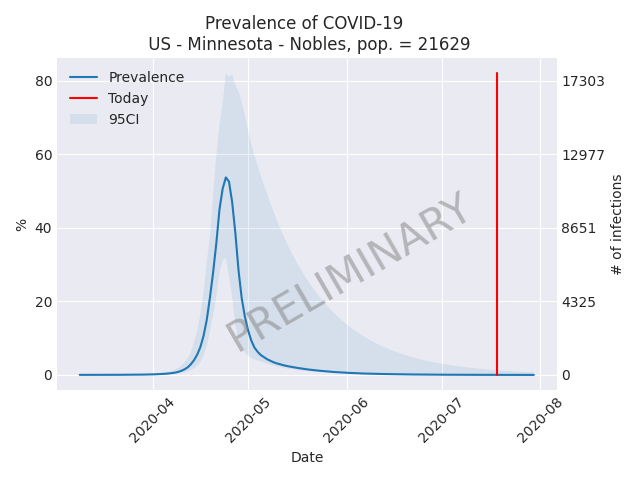 Prevalence of COVID-19
US - Minnesota - Nobles, pop. = 21629
Prevalence
Today
95CI
80
60
40
20
0
%
17303
12977
8651
4325
0
# of infections
PRELIMINARY
2020-04
2020-05
2020-06
2020-07
2020-08
Date